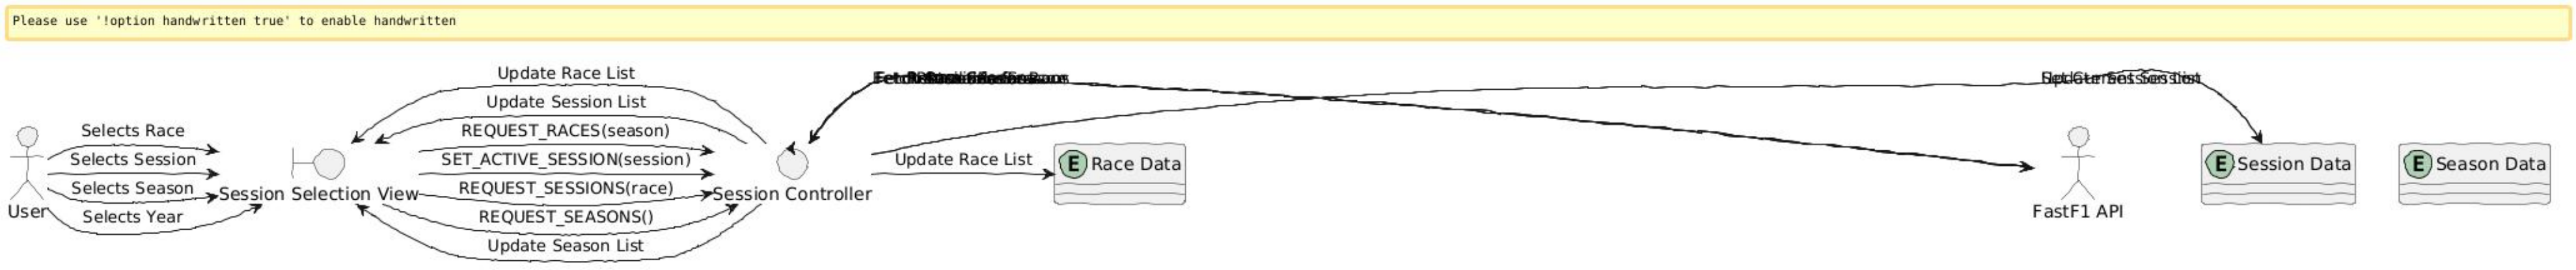 Please use '!option handwritten true' to enable handwritten
Update Race List
Update Session List
REQUEST_RACES(season)
Selects Race
SET_ACTIVE_SESSION(session)
Selects Session
Update Race List
REQUEST_SESSIONS(race)
Selects Season
REQUEST_SEASONS()
Selects Year
Update Season List
User
Session Selection View
Session Controller
E Race Data
FastF1 API
E Session Data
E Season Data